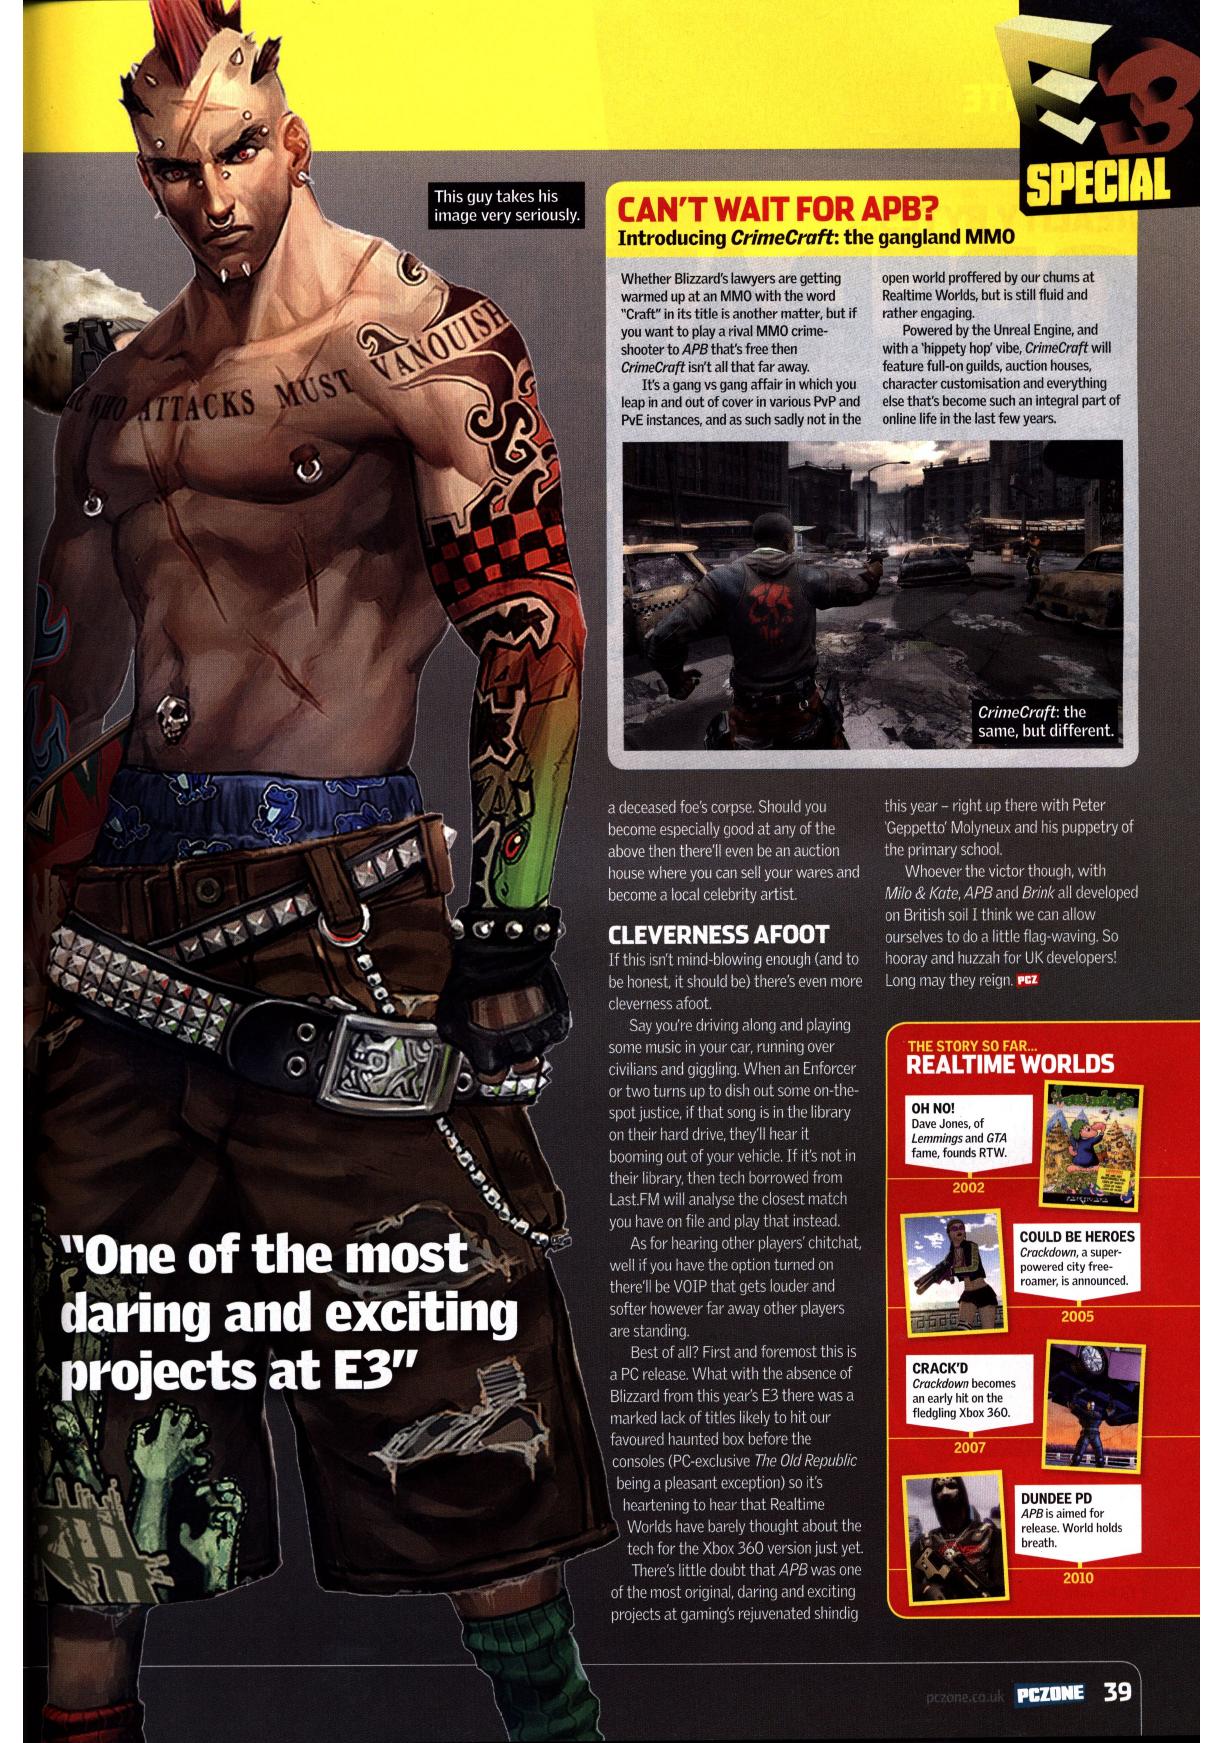 E3
SPECIAL
This guy takes his
image very seriously.
CAN'T WAIT FOR APB?
Introducing CrimeCraft: the gangland MMO
Whether Blizzard's lawyers are getting
warmed up at an MMO with the word
"Craft" in its title is another matter, but if
you want to play a rival MMO crime-
shooter to APB that's free then
CrimeCraft isn't all that far away.
It's a gang vs gang affair in which you
leap in and out of cover in various PvP and
PvE instances, and as such sadly not in the
open world proffered by our chums at
Realtime Worlds, but is still fluid and
rather engaging.
Powered by the Unreal Engine, and
with a 'hippety hop' vibe, CrimeCraft will
feature full-on guilds, auction houses,
character customisation and everything
else that's become such an integral part of
online life in the last few years.
CrimeCraft: the
same, but different.
WHO ATTACKS MUST VANQUISH
a deceased foe's corpse. Should you
become especially good at any of the
above then there'll even be an auction
house where you can sell your wares and
become a local celebrity artist.
CLEVERNESS AFOOT
If this isn't mind-blowing enough (and to
be honest, it should be) there's even more
cleverness afoot.
Say you're driving along and playing
some music in your car, running over
civilians and giggling. When an Enforcer
or two turns up to dish out some on-the-
spot justice, if that song is in the library
on their hard drive, they'll hear it
booming out of your vehicle. If it's not in
their library, then tech borrowed from
Last.FM will analyse the closest match
you have on file and play that instead.
As for hearing other players' chitchat,
well if you have the option turned on
there'll be VOIP that gets louder and
softer however far away other players
are standing.
Best of all? First and foremost this is
a PC release. What with the absence of
Blizzard from this year's E3 there was a
marked lack of titles likely to hit our
favoured haunted box before the
consoles (PC-exclusive The Old Republic
being a pleasant exception) so it's
heartening to hear that Realtime
Worlds have barely thought about the
tech for the Xbox 360 version just yet.
There's little doubt that APB was one
of the most original, daring and exciting
projects at gaming's rejuvenated shindig
this year – right up there with Peter
'Geppetto' Molyneux and his puppetry of
the primary school.
Whoever the victor though, with
Milo & Kate, APB and Brink all developed
on British soil I think we can allow
ourselves to do a little flag-waving. So
hooray and huzzah for UK developers!
Long may they reign. PCZ
"One of the most
daring and exciting
projects at E3"
THE STORY SO FAR...
REALTIME WORLDS
OH NO!
Dave Jones, of
Lemmings and GTA
fame, founds RTW.
2002
COULD BE HEROES
Crackdown, a super-
powered city free-
roamer, is announced.
2005
CRACK'D
Crackdown becomes
an early hit on the
fledgling Xbox 360.
2007
DUNDEE PD
APB is aimed for
release. World holds
breath.
2010
pczone.co.uk PCZONE 39